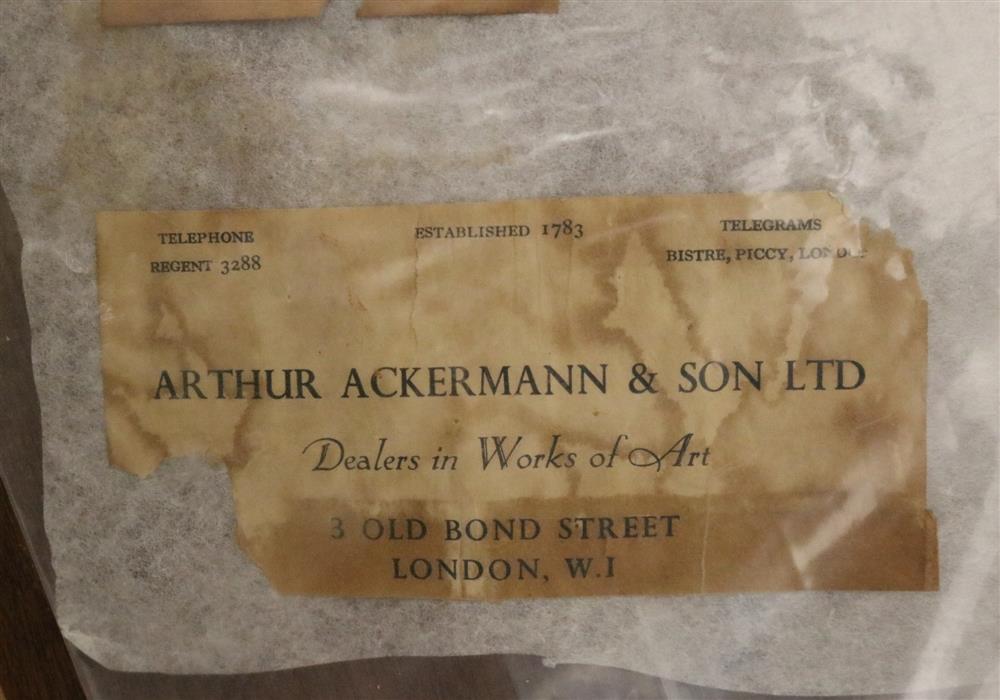 TELEPHONE
REGENT 3288
ESTABLISHED 1783
TELEGRAMS
BISTRE, PICCY, LONDON
ARTHUR ACKERMANN & SON LTD
Dealers in Works of Art
3 OLD BOND STREET
LONDON, W.I